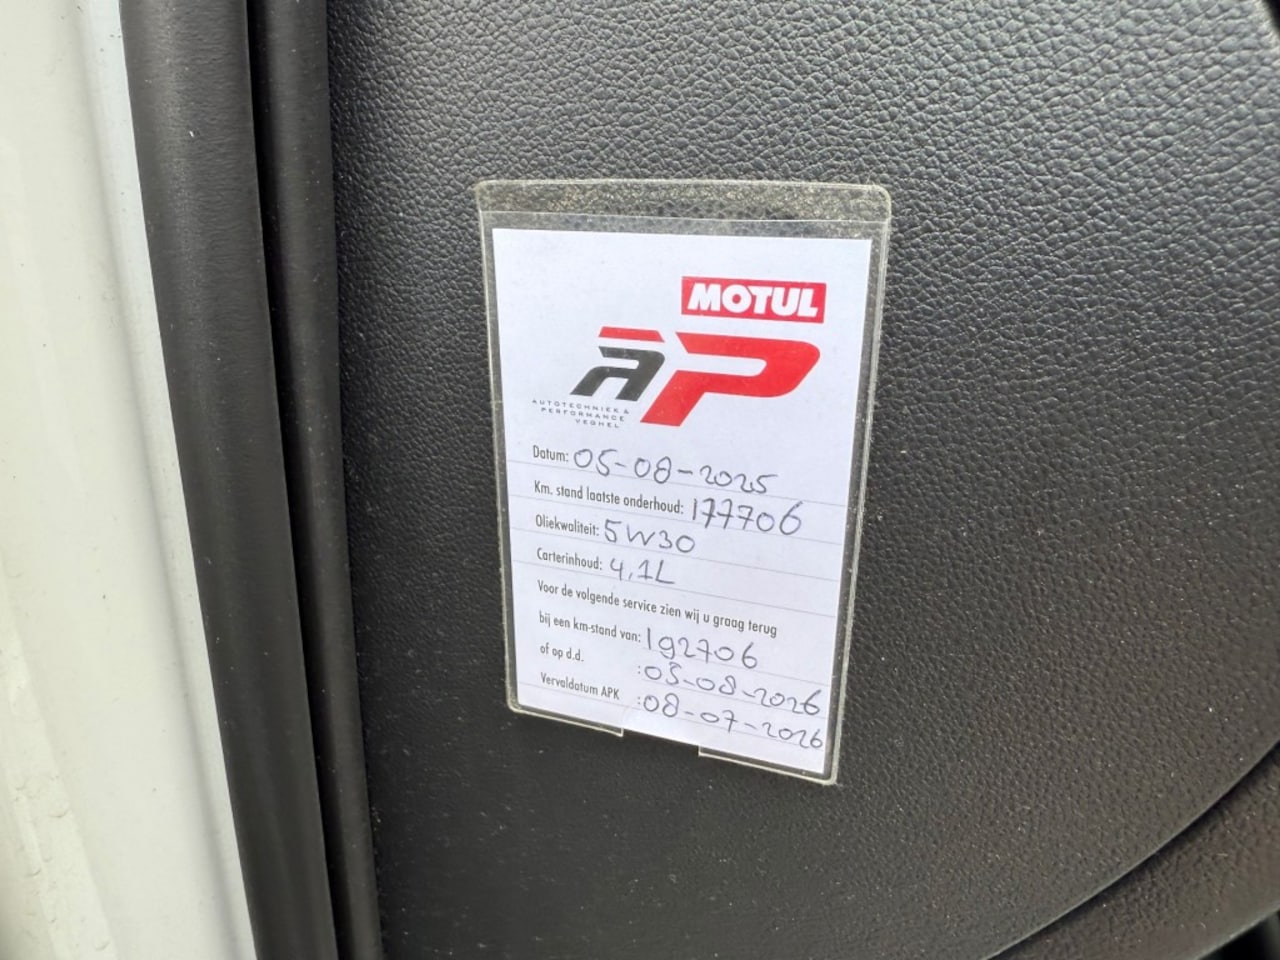 MOTUL
AP
AUTOTECHNIEK &
PERFORMANCE
VEGHEL
Datum: 05-08-2025
Km. stand laatste onderhoud: 177706
Oliekwaliteit: 5W30
Carterinhoud: 4,1L
Voor de volgende service zien wij u graag terug
bij een km-stand van: 192706
of op d.d. :05-08-2026
Vervaldatum APK :08-07-2026